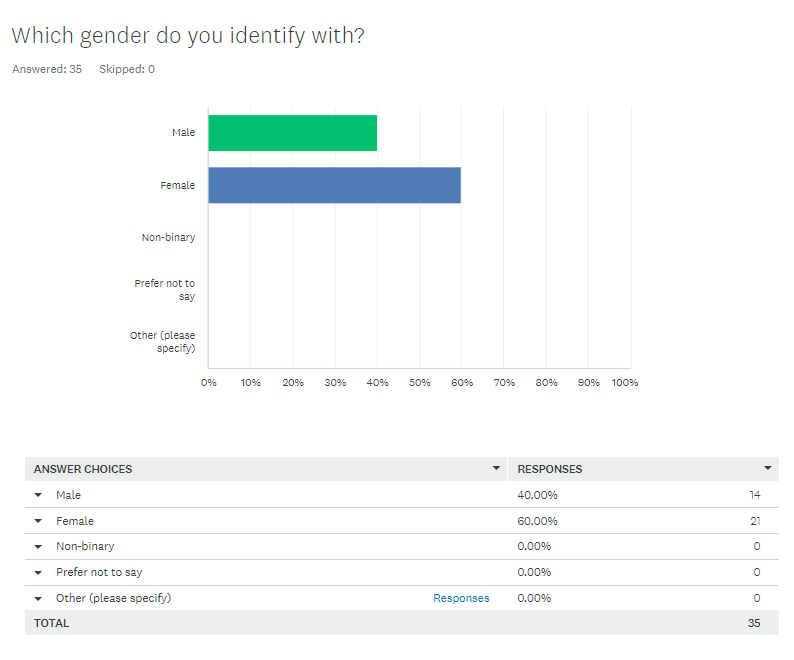 Which gender do you identify with?
Answered: 35 Skipped: 0
Male
Female
Non-binary
Prefer not to
say
Other (please
specify)
0% 10% 20% 30% 40% 50% 60% 70% 80% 90% 100%
ANSWER CHOICES RESPONSES
Male 40.00% 14
Female 60.00% 21
Non-binary 0.00% 0
Prefer not to say 0.00% 0
Other (please specify) Responses 0.00% 0
TOTAL 35